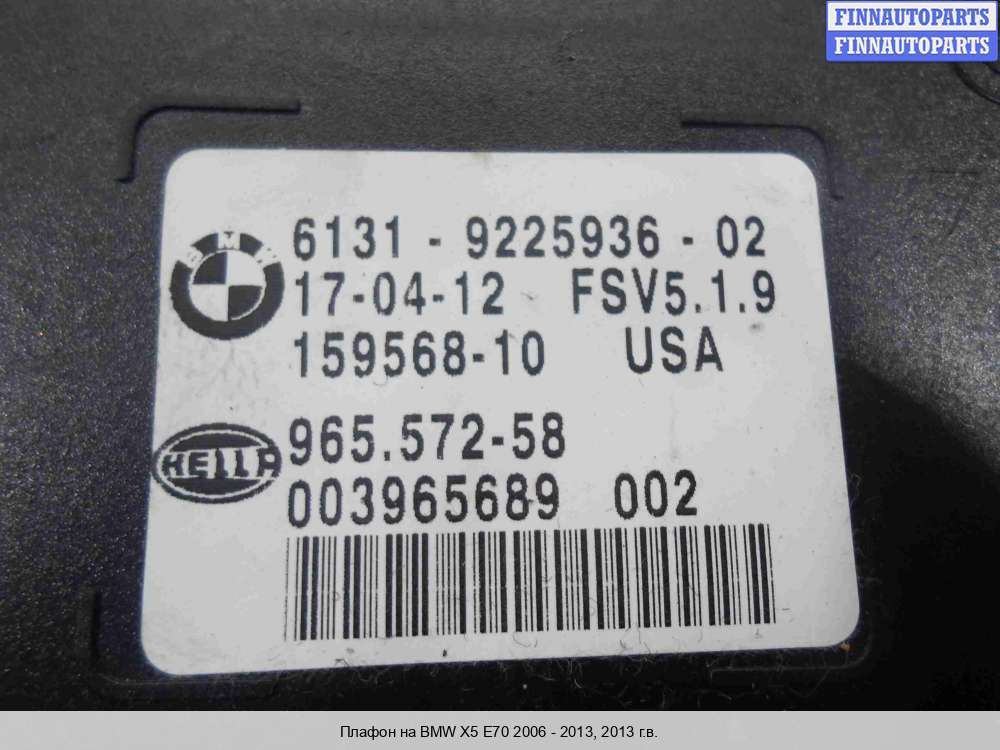 FINNAUTOPARTS
FINNAUTOPARTS
BMW
6131 - 9225936 - 02
17-04-12 FSV5.1.9
159568-10 USA
HELLA
965.572-58
003965689 002
Плафон на BMW X5 E70 2006 - 2013, 2013 г.в.